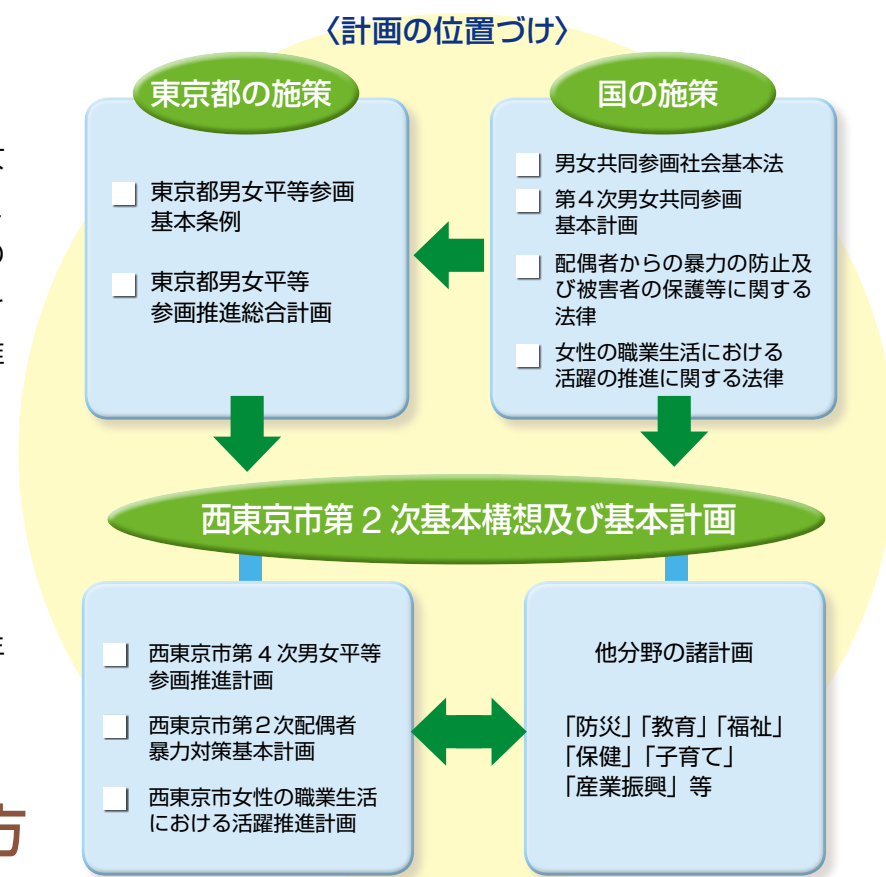 〈計画の位置づけ〉
東京都の施策
東京都男女平等参画
基本条例
東京都男女平等
参画推進総合計画
国の施策
男女共同参画社会基本法
第4次男女共同参画
基本計画
配偶者からの暴力の防止及
び被害者の保護等に関する
法律
女性の職業生活における
活躍の推進に関する法律
西東京市第2次基本構想及び基本計画
西東京市第4次男女平等
参画推進計画
西東京市第2次配偶者
暴力対策基本計画
西東京市女性の職業生活
における活躍推進計画
他分野の諸計画
「防災」「教育」「福祉」
「保健」「子育て」
「産業振興」等
方